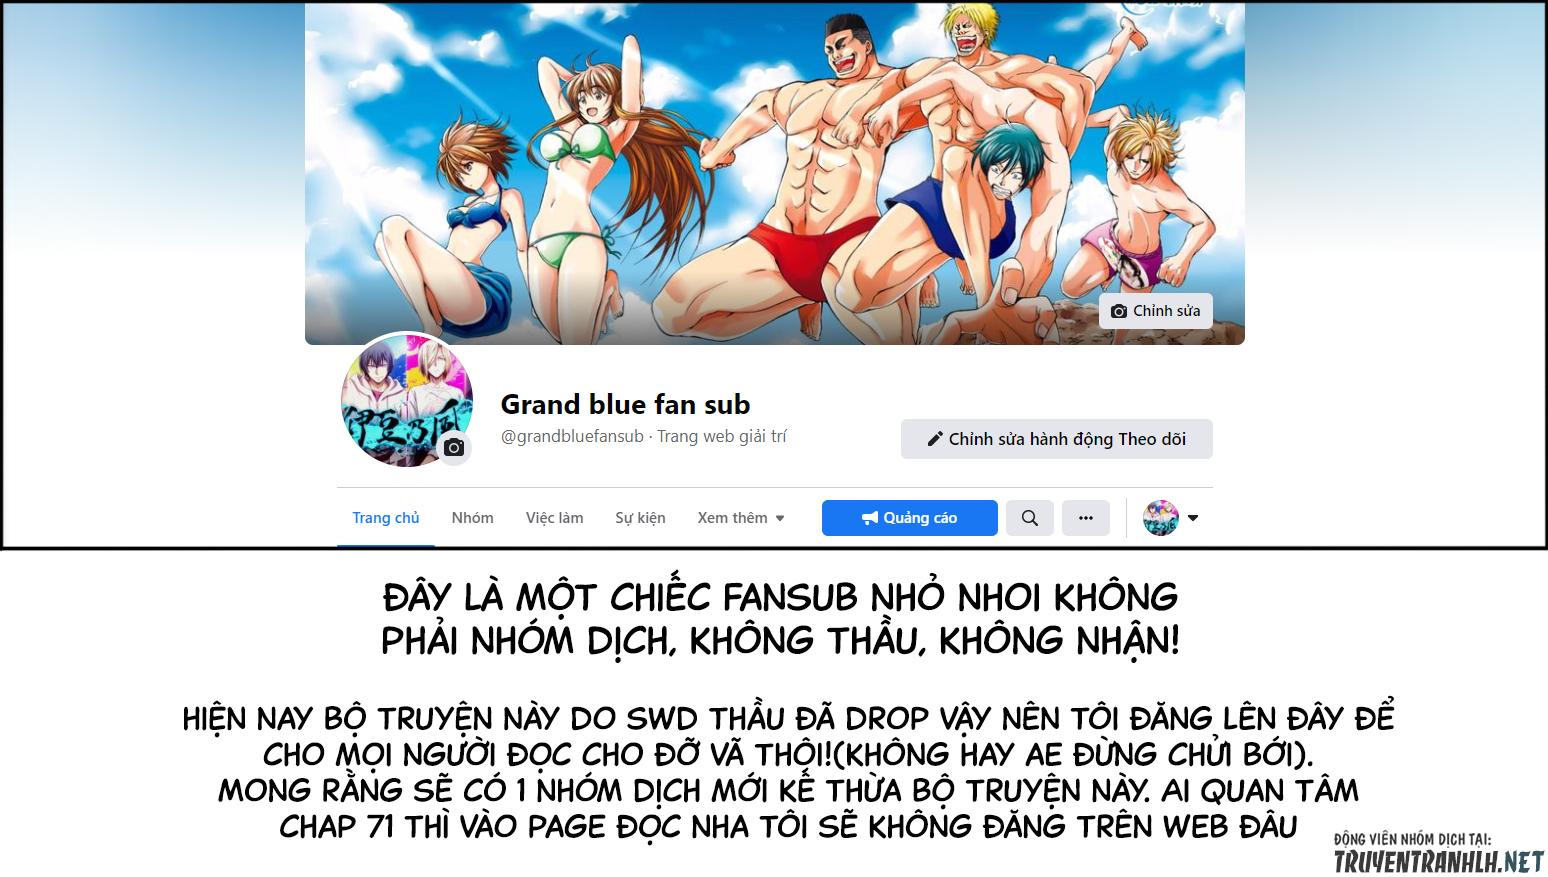 Chỉnh sửa
伊豆乃風
Grand blue fan sub
@grandbluefansub · Trang web giải trí
Chỉnh sửa hành động Theo dõi
Trang chủ Nhóm Việc làm Sự kiện Xem thêm Quảng cáo
ĐÂY LÀ MỘT CHIẾC FANSUB NHỎ NHOI KHÔNG
PHẢI NHÓM DỊCH, KHÔNG THẦU, KHÔNG NHẬN!
HIỆN NAY BỘ TRUYỆN NÀY DO SWD THẦU ĐÃ DROP VẬY NÊN TÔI ĐĂNG LÊN ĐÂY ĐỂ
CHO MỌI NGƯỜI ĐỌC CHO ĐỠ VÃ THÔI!(KHÔNG HAY AE ĐỪNG CHỬI BỚI).
MONG RẰNG SẼ CÓ 1 NHÓM DỊCH MỚI KẾ THỪA BỘ TRUYỆN NÀY. AI QUAN TÂM
CHAP 71 THÌ VÀO PAGE ĐỌC NHA TÔI SẼ KHÔNG ĐĂNG TRÊN WEB ĐÂU
ĐỘNG VIÊN NHÓM DỊCH TẠI:
TRUYENTRANHLH.NET